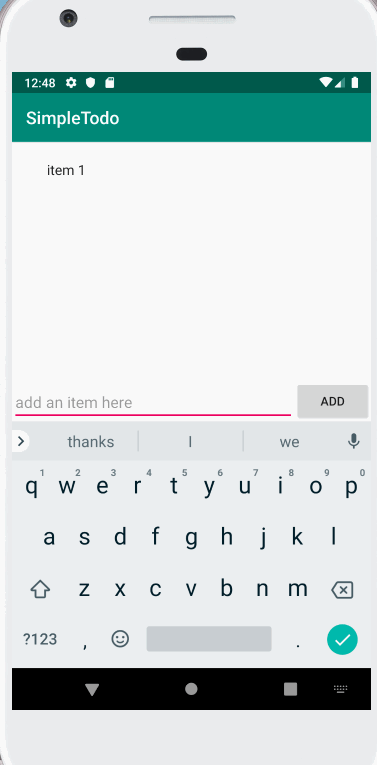 12:48
SimpleTodo
item 1
add an item here
ADD
thanks I we
1 2 3 4 5 6 7 8 9 0
q w e r t y u i o p
a s d f g h j k l
z x c v b n m
?123 , .